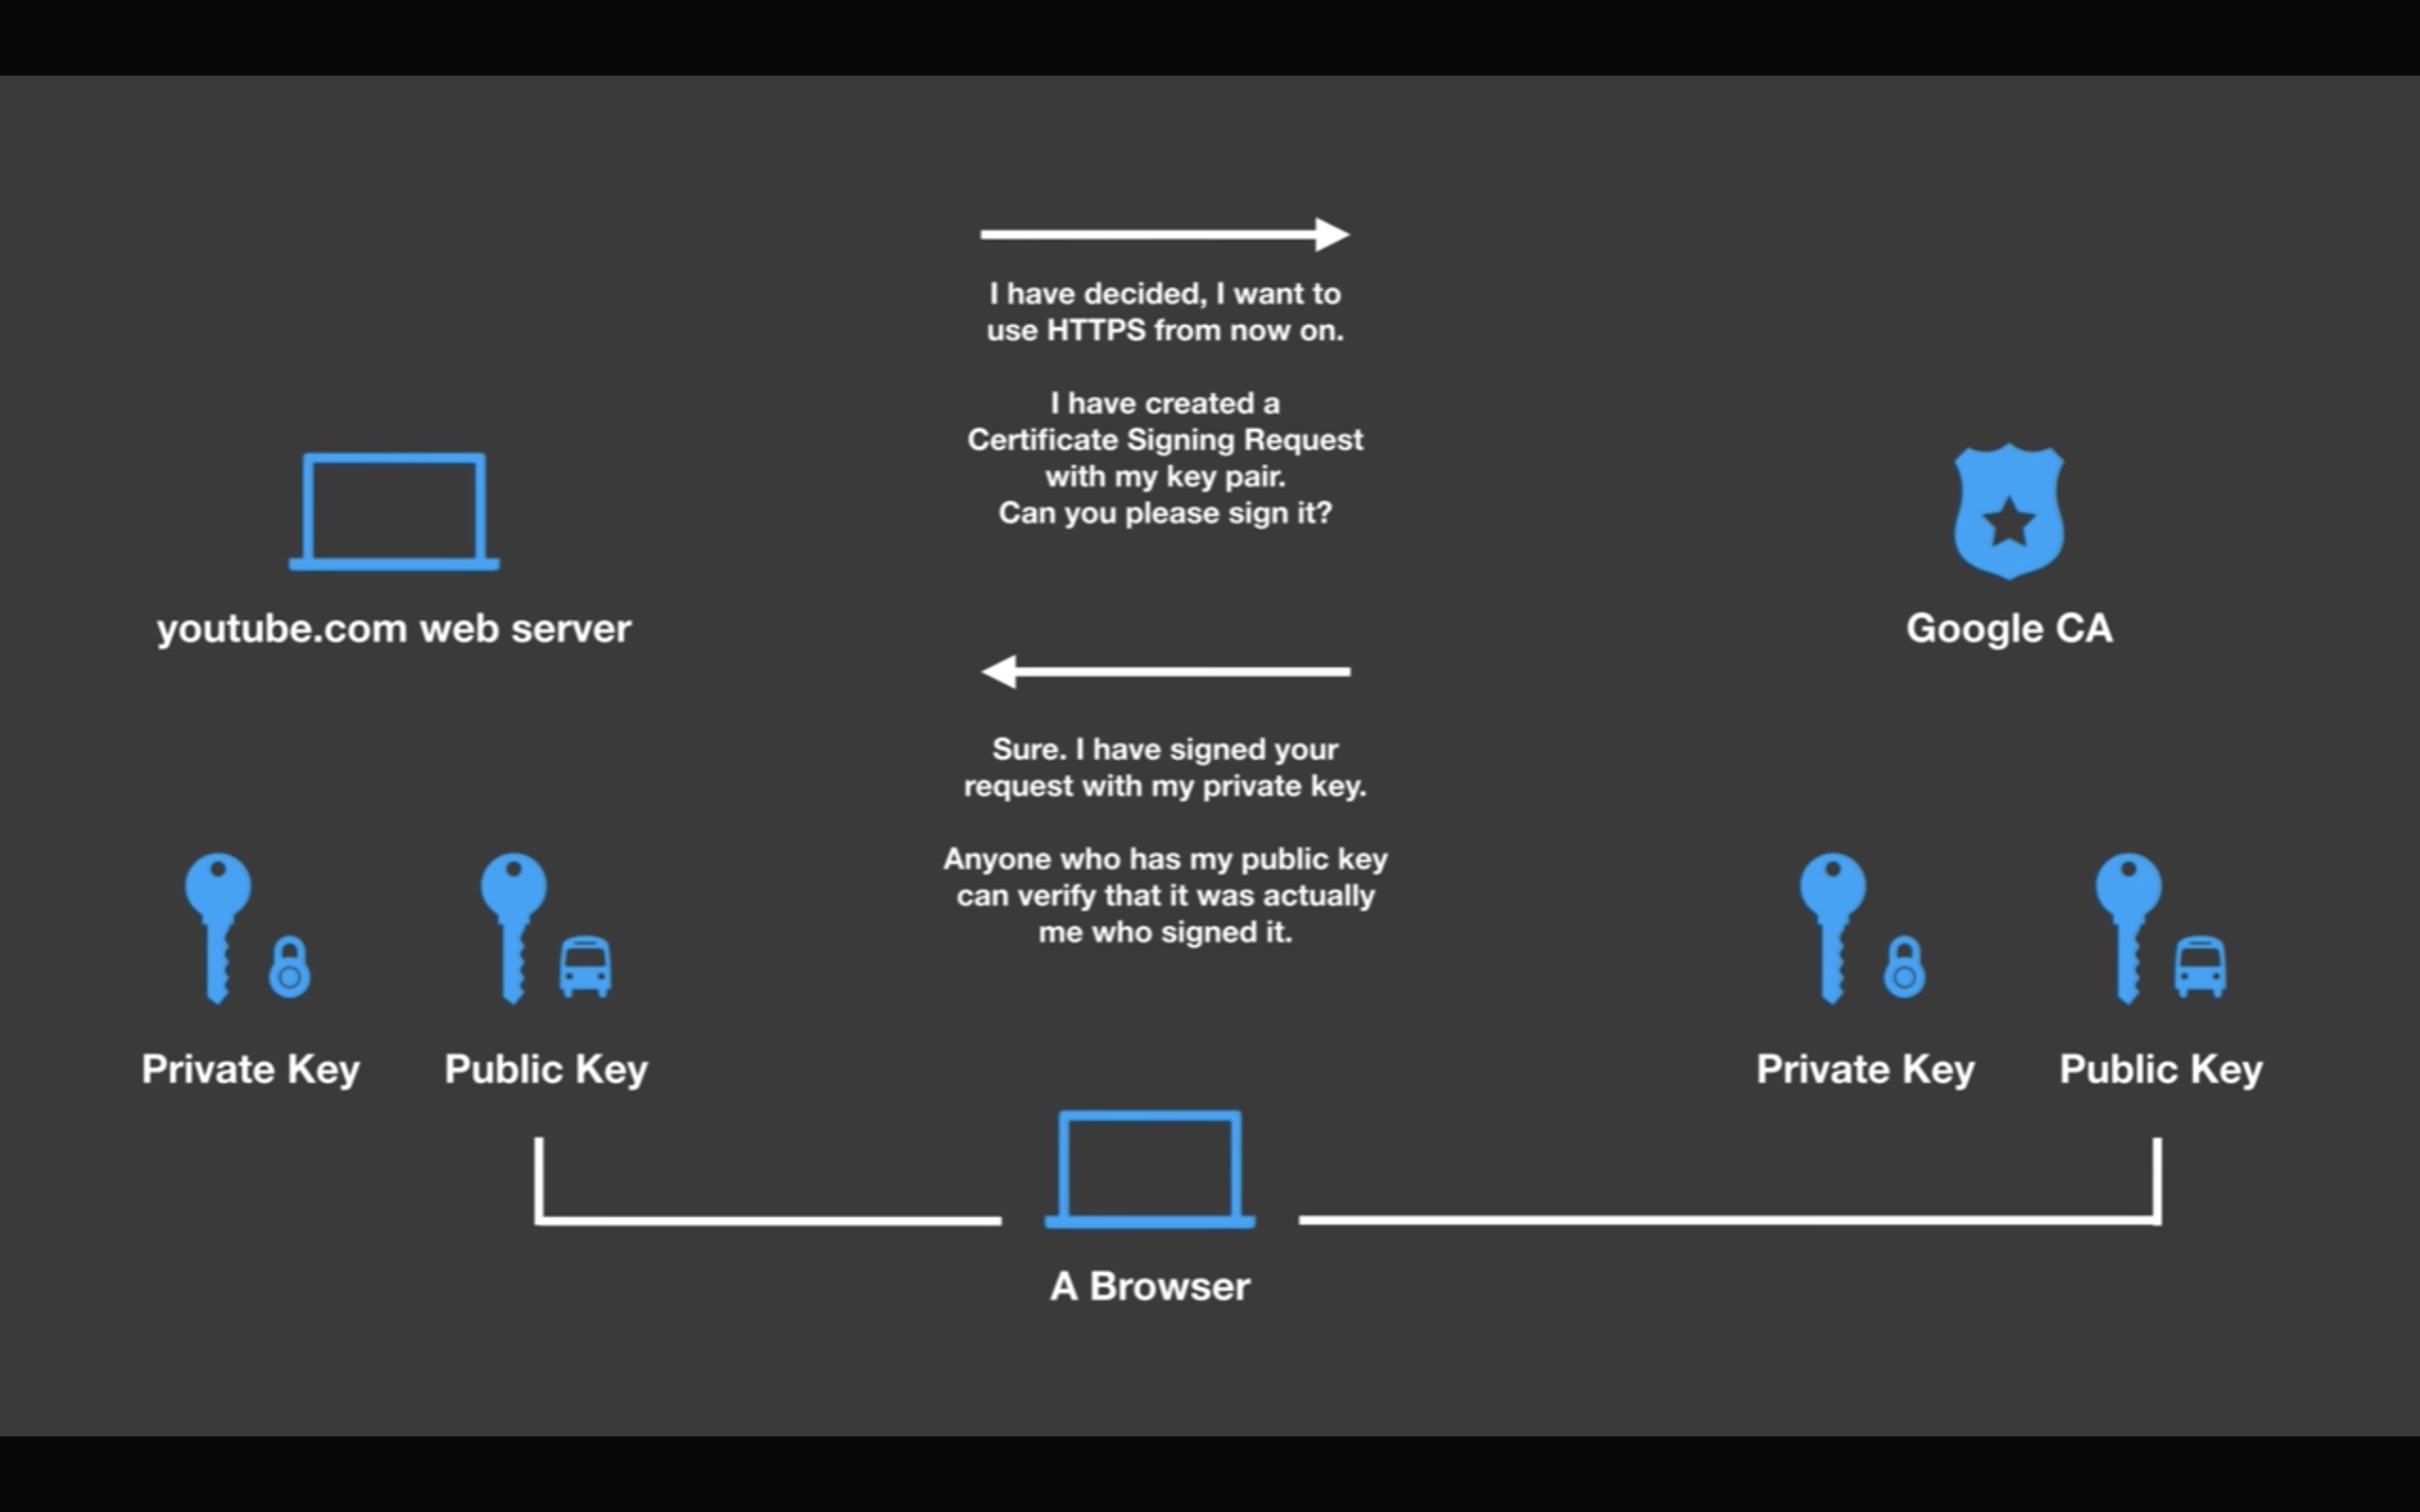 I have decided, I want to
use HTTPS from now on.
I have created a
Certificate Signing Request
with my key pair.
Can you please sign it?
youtube.com web server
Google CA
Sure. I have signed your
request with my private key.
Anyone who has my public key
can verify that it was actually
me who signed it.
Private Key
Public Key
Private Key
Public Key
A Browser